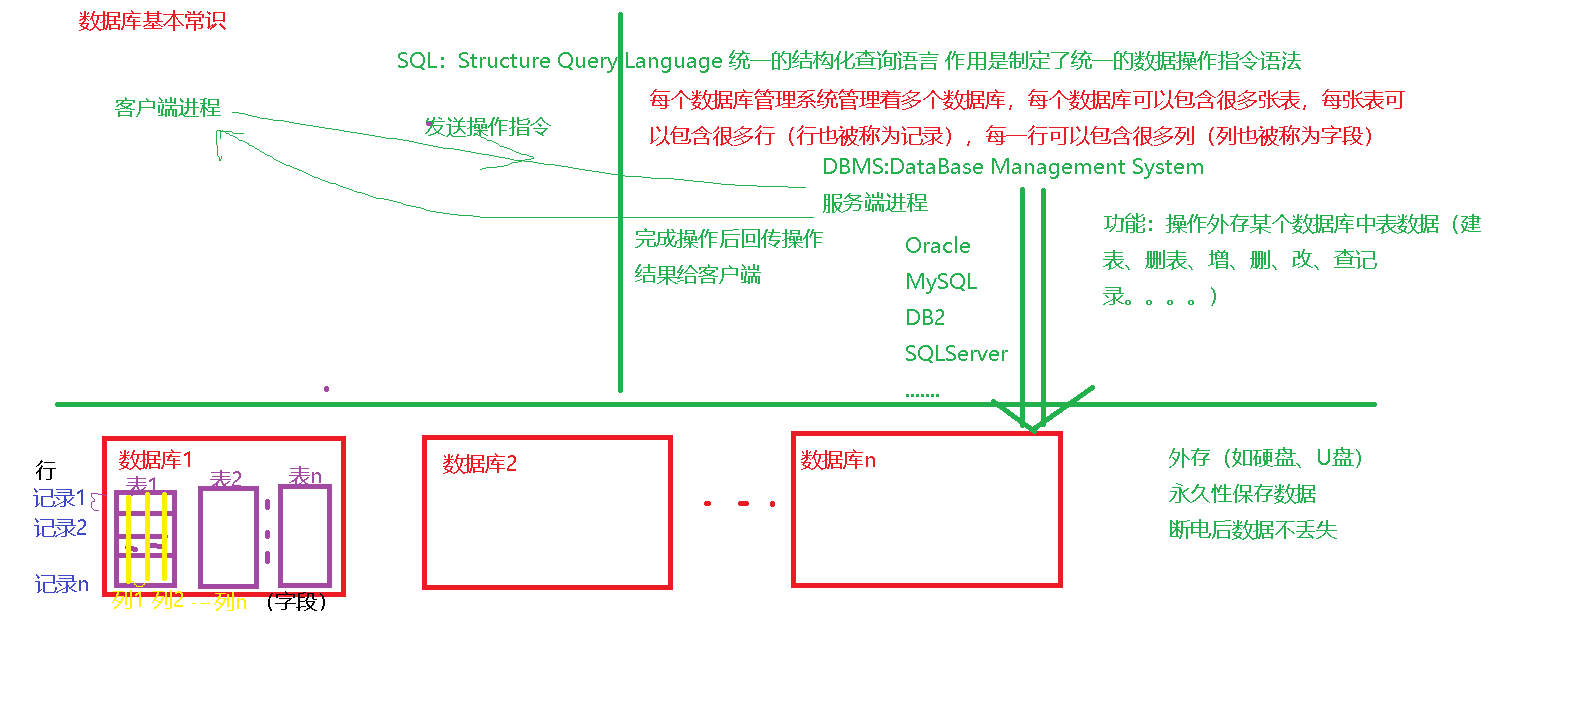 数据库基本常识
SQL：Structure Query Language 统一的结构化查询语言 作用是制定了统一的数据操作指令语法
每个数据库管理系统管理着多个数据库，每个数据库可以包含很多张表，每张表可
以包含很多行（行也被称为记录），每一行可以包含很多列（列也被称为字段）
客户端进程
发送操作指令
DBMS:DataBase Management System
服务端进程
完成操作后回传操作
结果给客户端
Oracle
MySQL
DB2
SQLServer
.......
功能：操作外存某个数据库中表数据（建
表、删表、增、删、改、查记
录。。。。）
数据库1
数据库2
数据库n
行
表1
表2
表n
记录1
记录2
记录n
列1 列2 ---列n （字段）
外存（如硬盘、U盘）
永久性保存数据
断电后数据不丢失